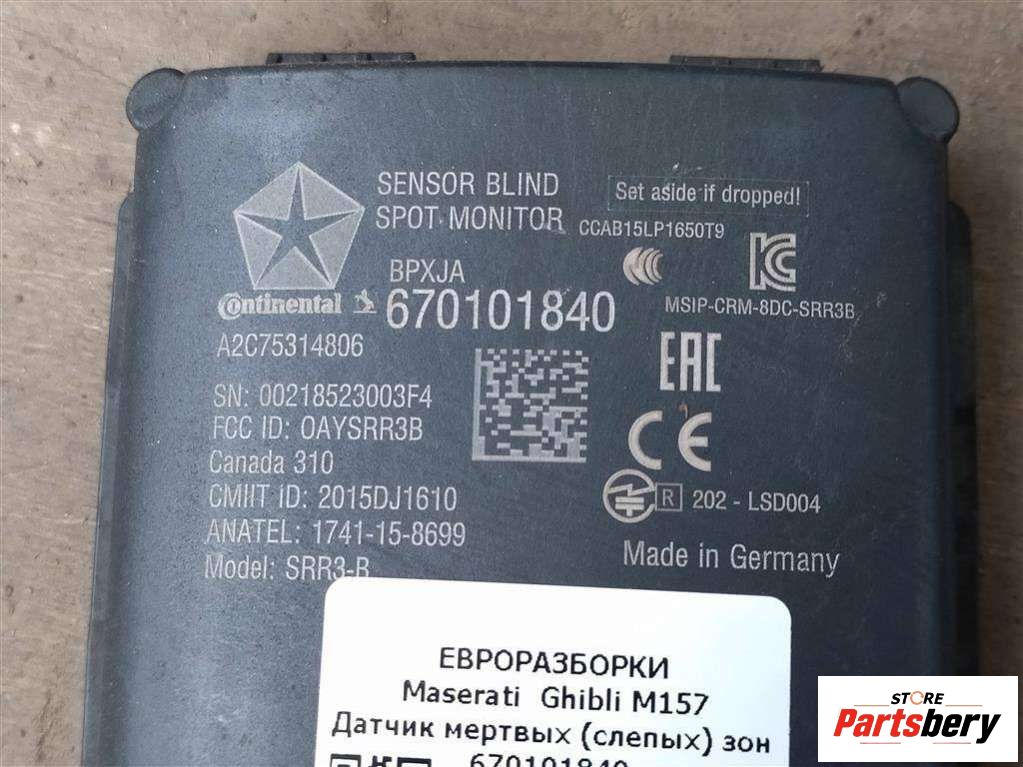 SENSOR BLIND
SPOT MONITOR
Set aside if dropped!
CCAB15LP1650T9
BPXJA
670101840
Continental
MSIP-CRM-8DC-SRR3B
A2C75314806
EAC
SN: 00218523003F4
FCC ID: OAYSRR3B
CE
Canada 310
CMIIT ID: 2015DJ1610
R 202 - LSD004
ANATEL: 1741-15-8699
Made in Germany
Model: SRR3-B
ЕВРОРАЗБОРКИ
Maserati Ghibli M157
Датчик мертвых (слепых) зон
670101840
STORE
Partsbery